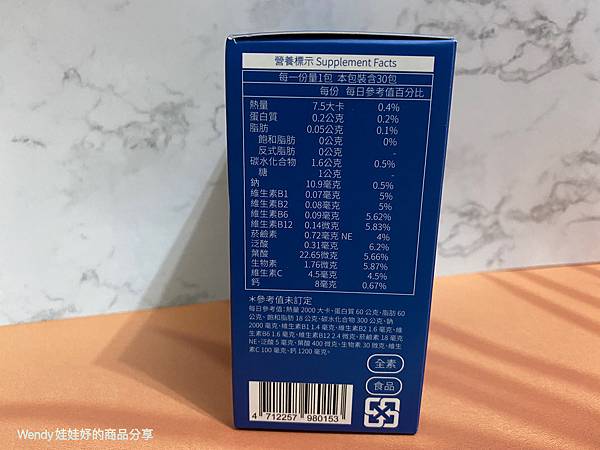 營養標示 Supplement Facts
每一份量1包 本包裝含30包
每份 每日參考值百分比
熱量 7.5大卡 0.4%
蛋白質 0.2公克 0.2%
脂肪 0.05公克 0.1%
飽和脂肪 0公克 0%
反式脂肪 0公克 -
碳水化合物 1.6公克 0.5%
糖 1公克 -
鈉 10.9毫克 0.5%
維生素B1 0.07毫克 5%
維生素B2 0.08毫克 5%
維生素B6 0.09毫克 5.62%
維生素B12 0.14微克 5.83%
菸鹼素 0.72毫克 NE 4%
泛酸 0.31毫克 6.2%
葉酸 22.65微克 5.66%
生物素 1.76微克 5.87%
維生素C 4.5毫克 4.5%
鈣 8毫克 0.67%
＊參考值未訂定
每日參考值：熱量 2000 大卡、蛋白質 60 公克、脂肪 60
公克、飽和脂肪 18 公克、碳水化合物 300 公克、鈉
2000 毫克、維生素B1 1.4 毫克、維生素B2 1.6 毫克、維
生素B6 1.6 毫克、維生素B12 2.4 微克、菸鹼素 18 毫克
NE、泛酸 5 毫克、葉酸 400 微克、生物素 30 微克、維生
素C 100 毫克、鈣 1200 毫克。
全素
食品
4 712257 980153
Wendy娃娃妤的商品分享